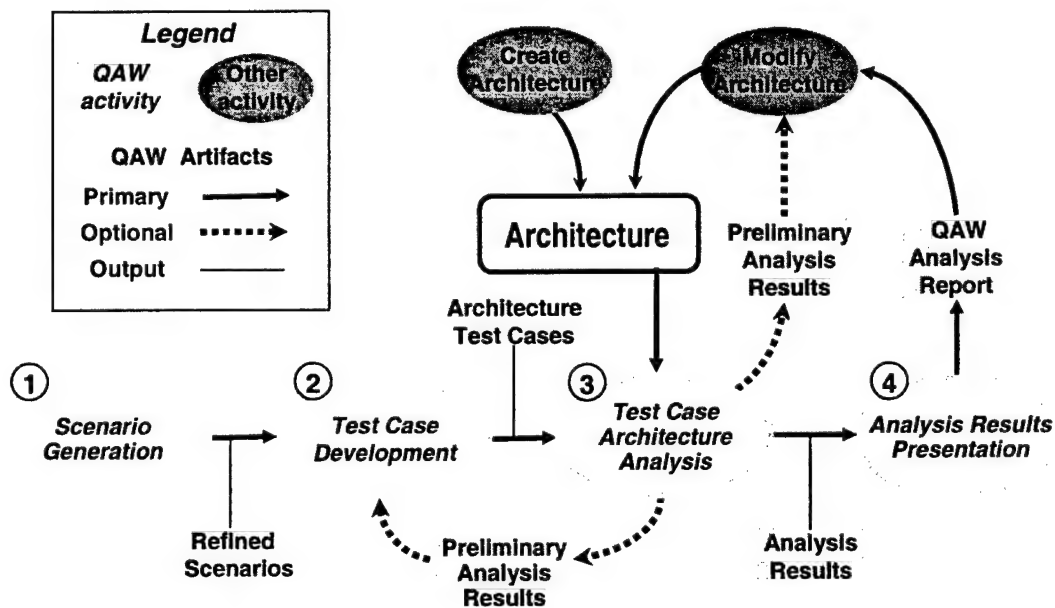 Legend
QAW
activity
Other
activity
QAW Artifacts
Primary
Optional
Output
Create
Architecture
Modify
Architecture
Architecture
Preliminary
Analysis
Results
QAW
Analysis
Report
Architecture
Test Cases
1
Scenario
Generation
2
Test Case
Development
3
Test Case
Architecture
Analysis
4
Analysis Results
Presentation
Refined
Scenarios
Preliminary
Analysis
Results
Analysis
Results